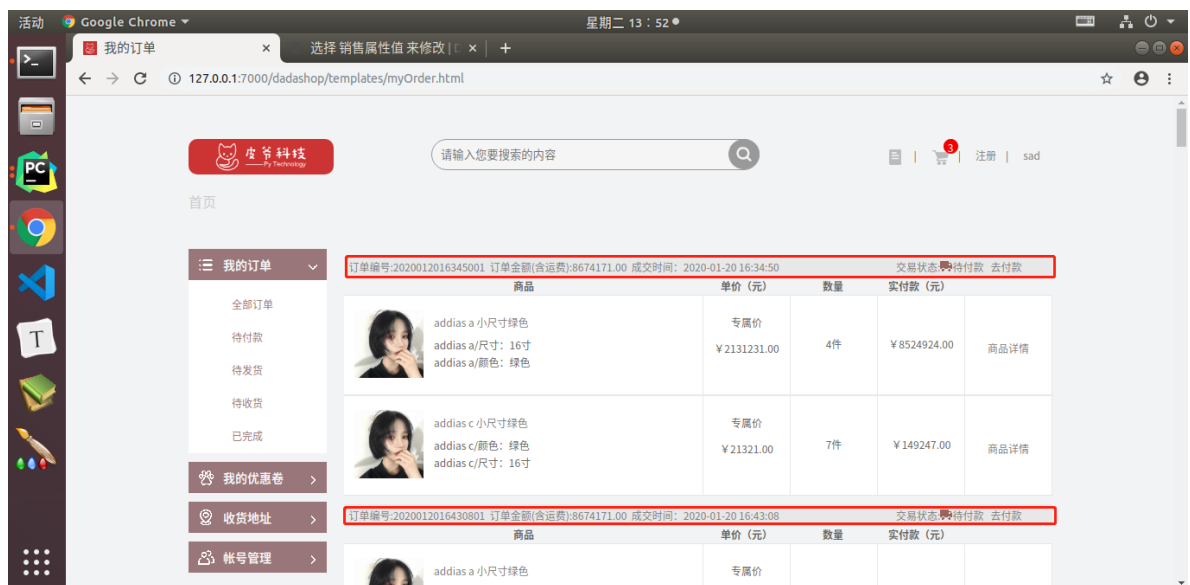 活动 Google Chrome 星期二 13：52
我的订单 选择 销售属性值 来修改 |
127.0.0.1:7000/dadashop/templates/myOrder.html
皮爷科技
Py Technology
请输入您要搜索的内容
3
| | 注册 | sad
首页
我的订单
全部订单
待付款
待发货
待收货
已完成
我的优惠卷
收货地址
帐号管理
订单编号:2020012016345001 订单金额(含运费):8674171.00 成交时间：2020-01-20 16:34:50 交易状态: 待付款 去付款
商品 单价（元） 数量 实付款（元）
addias a 小尺寸绿色 专属价
addias a/尺寸：16寸 ￥2131231.00 4件 ￥8524924.00 商品详情
addias a/颜色：绿色
addias c 小尺寸绿色 专属价
addias c/颜色：绿色 ￥21321.00 7件 ￥149247.00 商品详情
addias c/尺寸：16寸
订单编号:2020012016430801 订单金额(含运费):8674171.00 成交时间：2020-01-20 16:43:08 交易状态: 待付款 去付款
商品 单价（元） 数量 实付款（元）
addias a 小尺寸绿色 专属价
PC
T